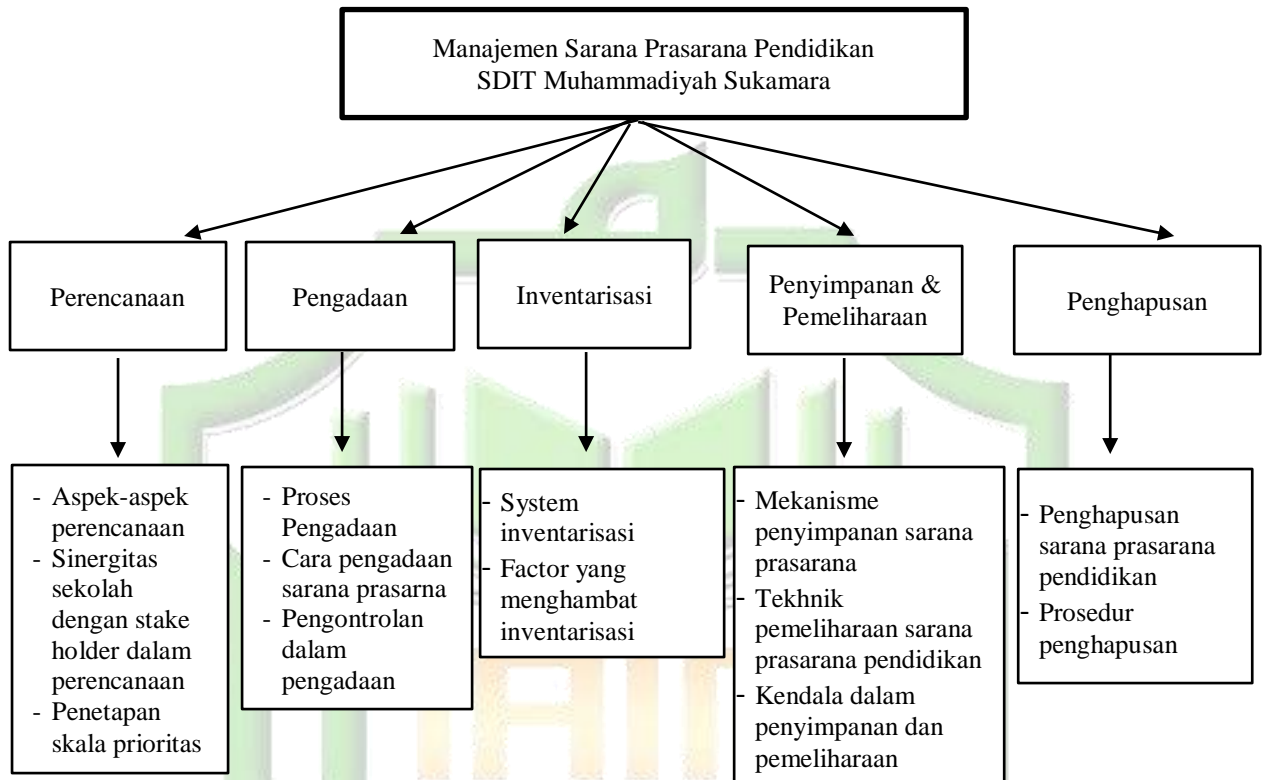 Manajemen Sarana Prasarana Pendidikan
SDIT Muhammadiyah Sukamara
Perencanaan
Pengadaan
Inventarisasi
Penyimpanan &
Pemeliharaan
Penghapusan
- Aspek-aspek
perencanaan
- Sinergitas
sekolah
dengan stake
holder dalam
perencanaan
- Penetapan
skala prioritas
- Proses
Pengadaan
- Cara pengadaan
sarana prasarna
- Pengontrolan
dalam
pengadaan
- System
inventarisasi
- Factor yang
menghambat
inventarisasi
- Mekanisme
penyimpanan sarana
prasarana
- Tekhnik
pemeliharaan sarana
prasarana pendidikan
- Kendala dalam
penyimpanan dan
pemeliharaan
- Penghapusan
sarana prasarana
pendidikan
- Prosedur
penghapusan